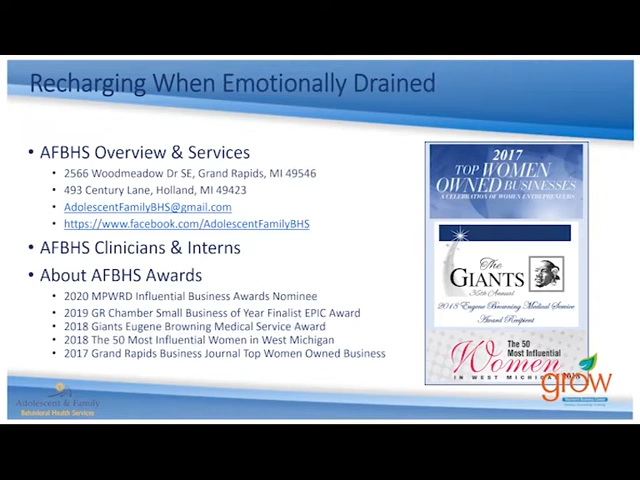 Recharging When Emotionally Drained
• AFBHS Overview & Services
• 2566 Woodmeadow Dr SE, Grand Rapids, MI 49546
• 493 Century Lane, Holland, MI 49423
• AdolescentFamilyBHS@gmail.com
• https://www.facebook.com/AdolescentFamilyBHS
• AFBHS Clinicians & Interns
• About AFBHS Awards
• 2020 MPWRD Influential Business Awards Nominee
• 2019 GR Chamber Small Business of Year Finalist EPIC Award
• 2018 Giants Eugene Browning Medical Service Award
• 2018 The 50 Most Influential Women in West Michigan
• 2017 Grand Rapids Business Journal Top Women Owned Business
2017
TOP WOMEN
OWNED BUSINESSES
A CELEBRATION OF WOMEN ENTREPRENEURS
The
GIANTS
Annual
2018 Eugene Browning Medical Service
Award Recipient
The 50
Most Influential
Women
IN WEST MICHIGAN 2018
grow
Adolescent & Family
Behavioral Health Services